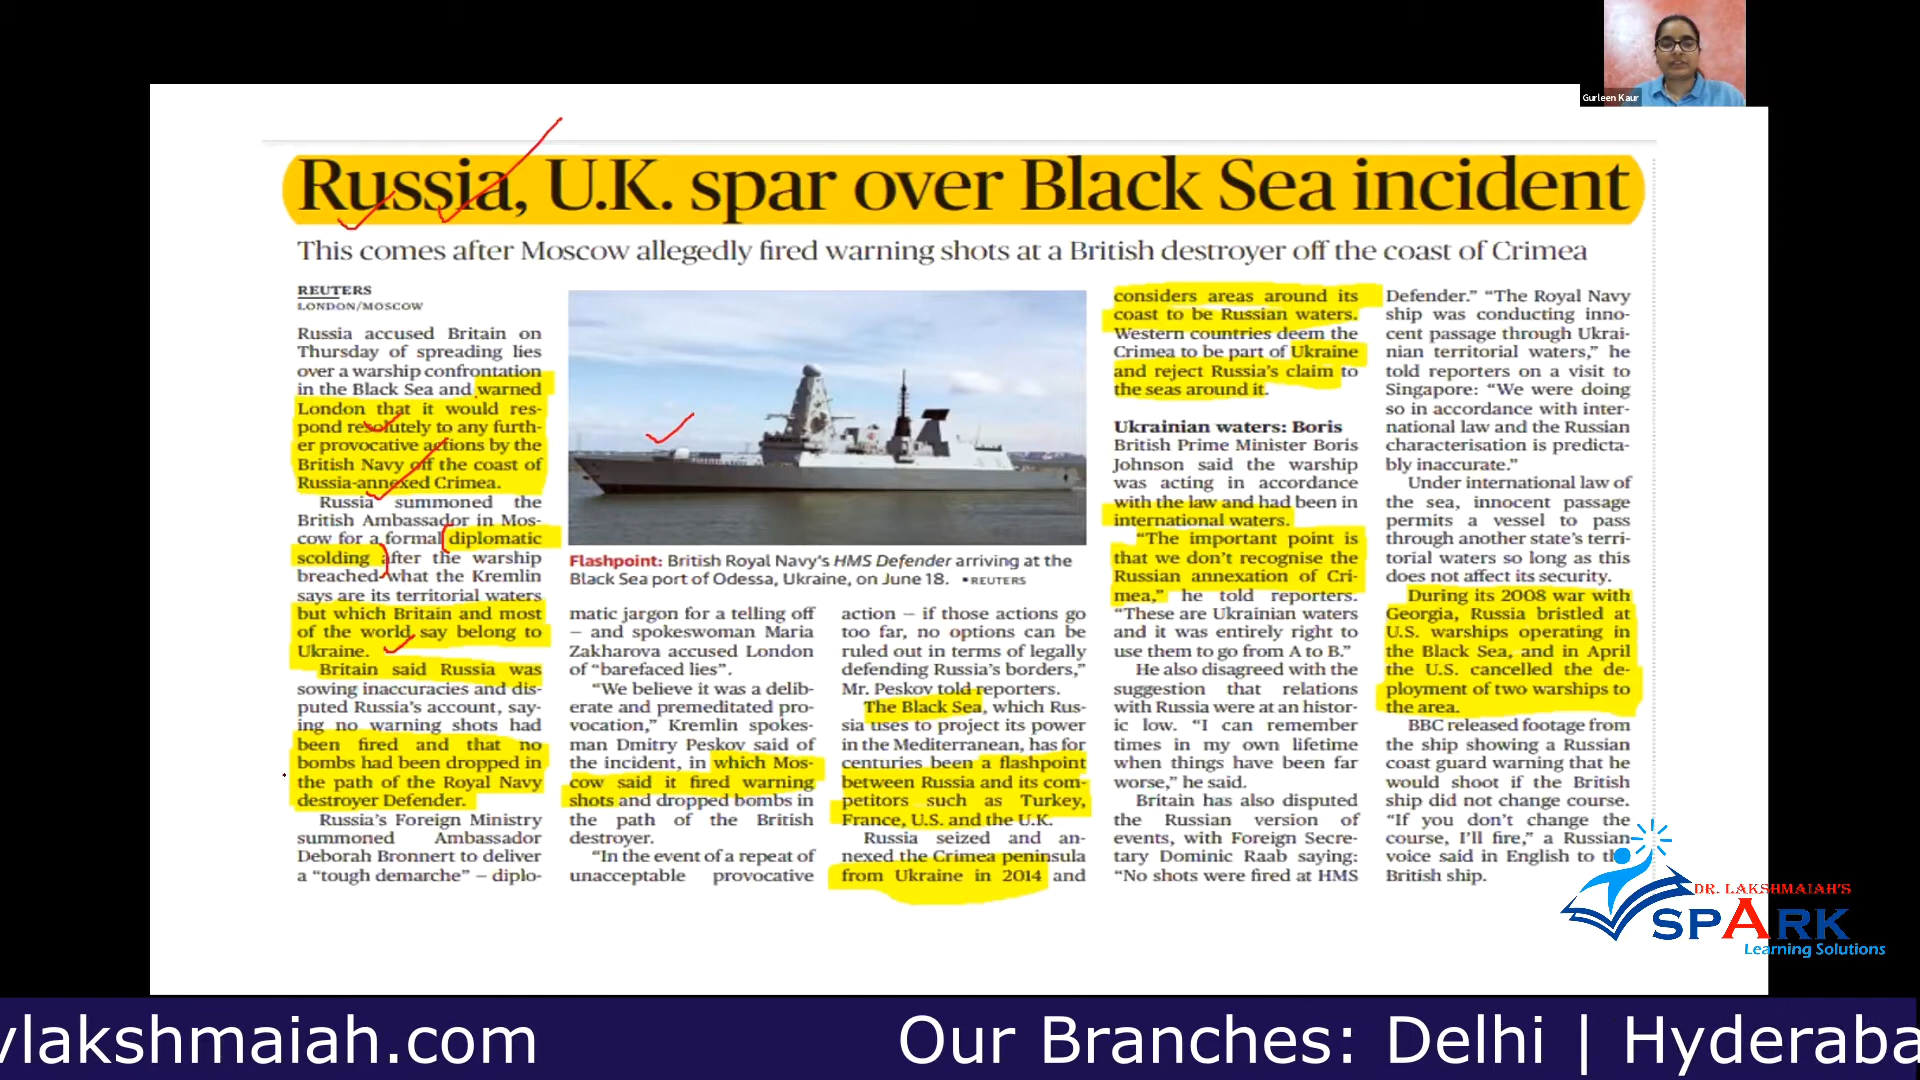 Gurleen Kaur
Russia, U.K. spar over Black Sea incident
This comes after Moscow allegedly fired warning shots at a British destroyer off the coast of Crimea
REUTERS
LONDON/MOSCOW
Russia accused Britain on
Thursday of spreading lies
over a warship confrontation
in the Black Sea and warned
London that it would res-
pond resolutely to any furth-
er provocative actions by the
British Navy off the coast of
Russia-annexed Crimea.
Russia summoned the
British Ambassador in Mos-
cow for a formal diplomatic
scolding after the warship
breached what the Kremlin
says are its territorial waters
but which Britain and most
of the world say belong to
Ukraine.
Britain said Russia was
sowing inaccuracies and dis-
puted Russia's account, say-
ing no warning shots had
been fired and that no
bombs had been dropped in
the path of the Royal Navy
destroyer Defender.
Russia's Foreign Ministry
summoned Ambassador
Deborah Bronnert to deliver
a “tough demarche” – diplo-
Flashpoint: British Royal Navy's HMS Defender arriving at the
Black Sea port of Odessa, Ukraine, on June 18. ▪REUTERS
matic jargon for a telling off
– and spokeswoman Maria
Zakharova accused London
of “barefaced lies”.
“We believe it was a delib-
erate and premeditated pro-
vocation,” Kremlin spokes-
man Dmitry Peskov said of
the incident, in which Mos-
cow said it fired warning
shots and dropped bombs in
the path of the British
destroyer.
“In the event of a repeat of
unacceptable provocative
action – if those actions go
too far, no options can be
ruled out in terms of legally
defending Russia's borders,”
Mr. Peskov told reporters.
The Black Sea, which Rus-
sia uses to project its power
in the Mediterranean, has for
centuries been a flashpoint
between Russia and its com-
petitors such as Turkey,
France, U.S. and the U.K.
Russia seized and an-
nexed the Crimea peninsula
from Ukraine in 2014 and
considers areas around its
coast to be Russian waters.
Western countries deem the
Crimea to be part of Ukraine
and reject Russia's claim to
the seas around it.
Ukrainian waters: Boris
British Prime Minister Boris
Johnson said the warship
was acting in accordance
with the law and had been in
international waters.
“The important point is
that we don't recognise the
Russian annexation of Cri-
mea,” he told reporters.
“These are Ukrainian waters
and it was entirely right to
use them to go from A to B.”
He also disagreed with the
suggestion that relations
with Russia were at an histor-
ic low. “I can remember
times in my own lifetime
when things have been far
worse,” he said.
Britain has also disputed
the Russian version of
events, with Foreign Secre-
tary Dominic Raab saying:
“No shots were fired at HMS
Defender.” “The Royal Navy
ship was conducting inno-
cent passage through Ukrai-
nian territorial waters,” he
told reporters on a visit to
Singapore: “We were doing
so in accordance with inter-
national law and the Russian
characterisation is predicta-
bly inaccurate.”
Under international law of
the sea, innocent passage
permits a vessel to pass
through another state's terri-
torial waters so long as this
does not affect its security.
During its 2008 war with
Georgia, Russia bristled at
U.S. warships operating in
the Black Sea, and in April
the U.S. cancelled the de-
ployment of two warships to
the area.
BBC released footage from
the ship showing a Russian
coast guard warning that he
would shoot if the British
ship did not change course.
“If you don't change the
course, I'll fire,” a Russian
voice said in English to the
British ship.
DR. LAKSHMAIAH'S
SPARK
Learning Solutions
vlakshmaiah.com
Our Branches: Delhi | Hyderaba